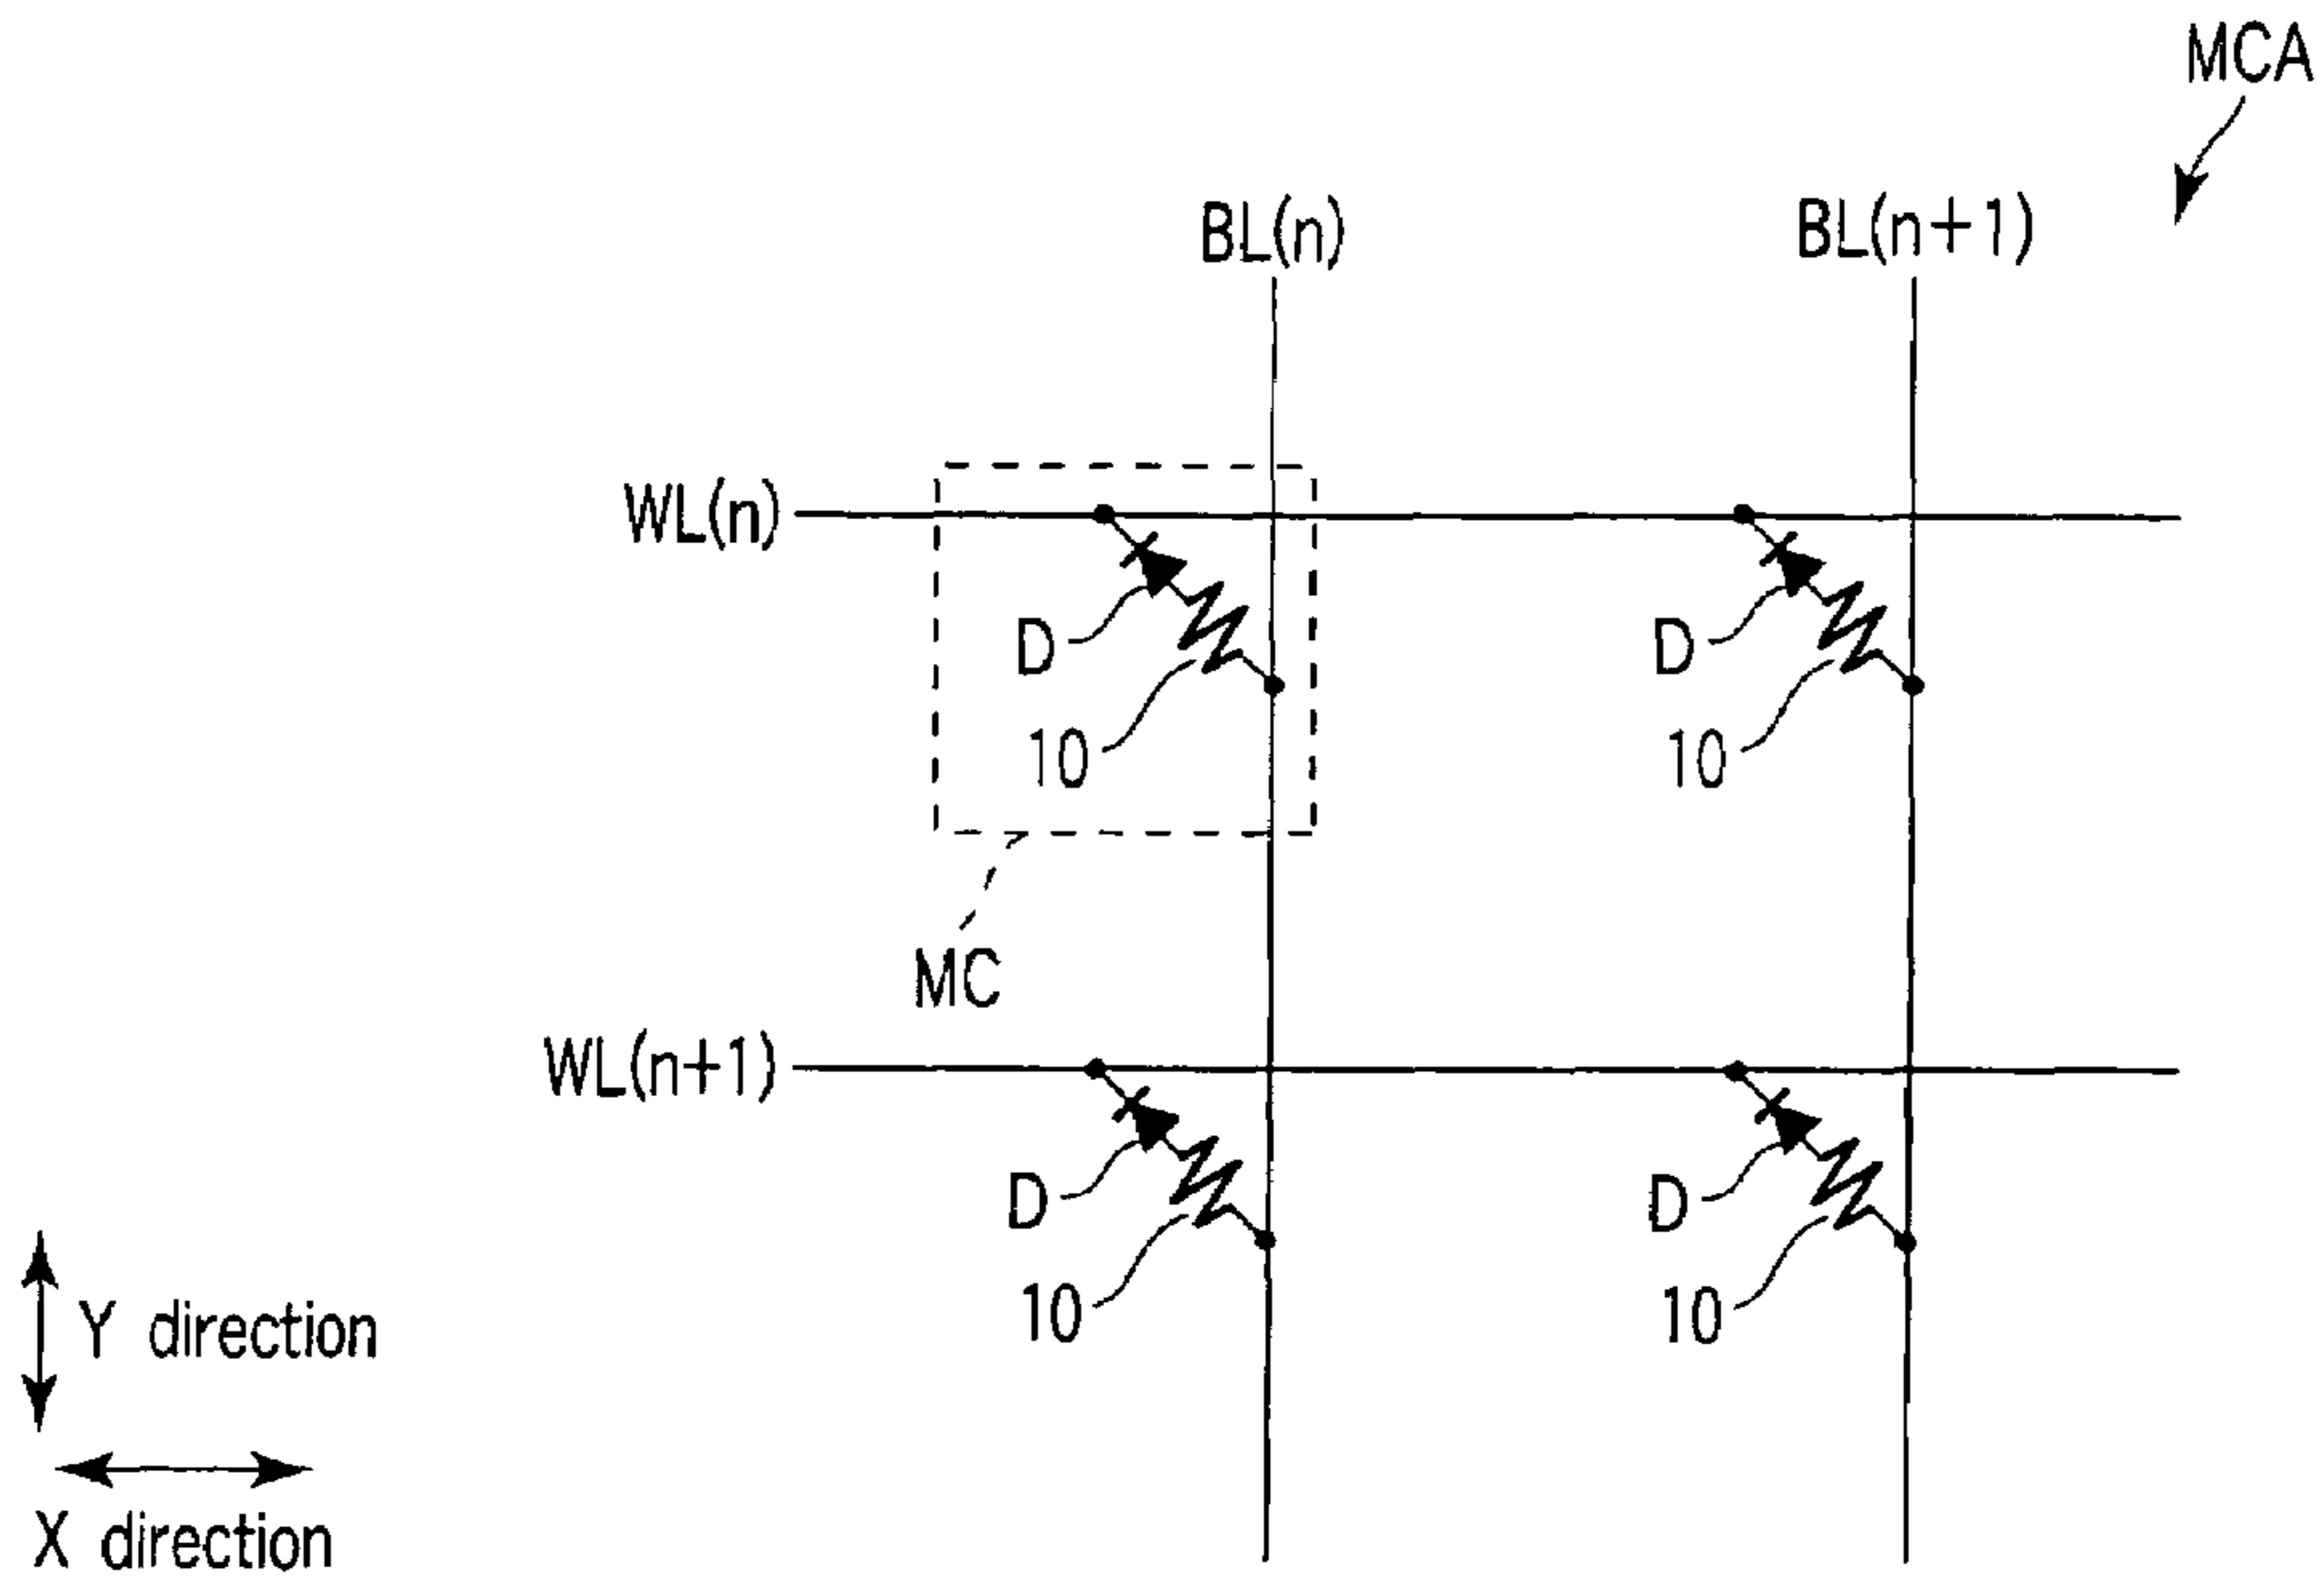 MCA
BL(n) BL(n+1)
WL(n)
D D
10 10
MC
WL(n+1)
D D
10 10
Y direction
X direction